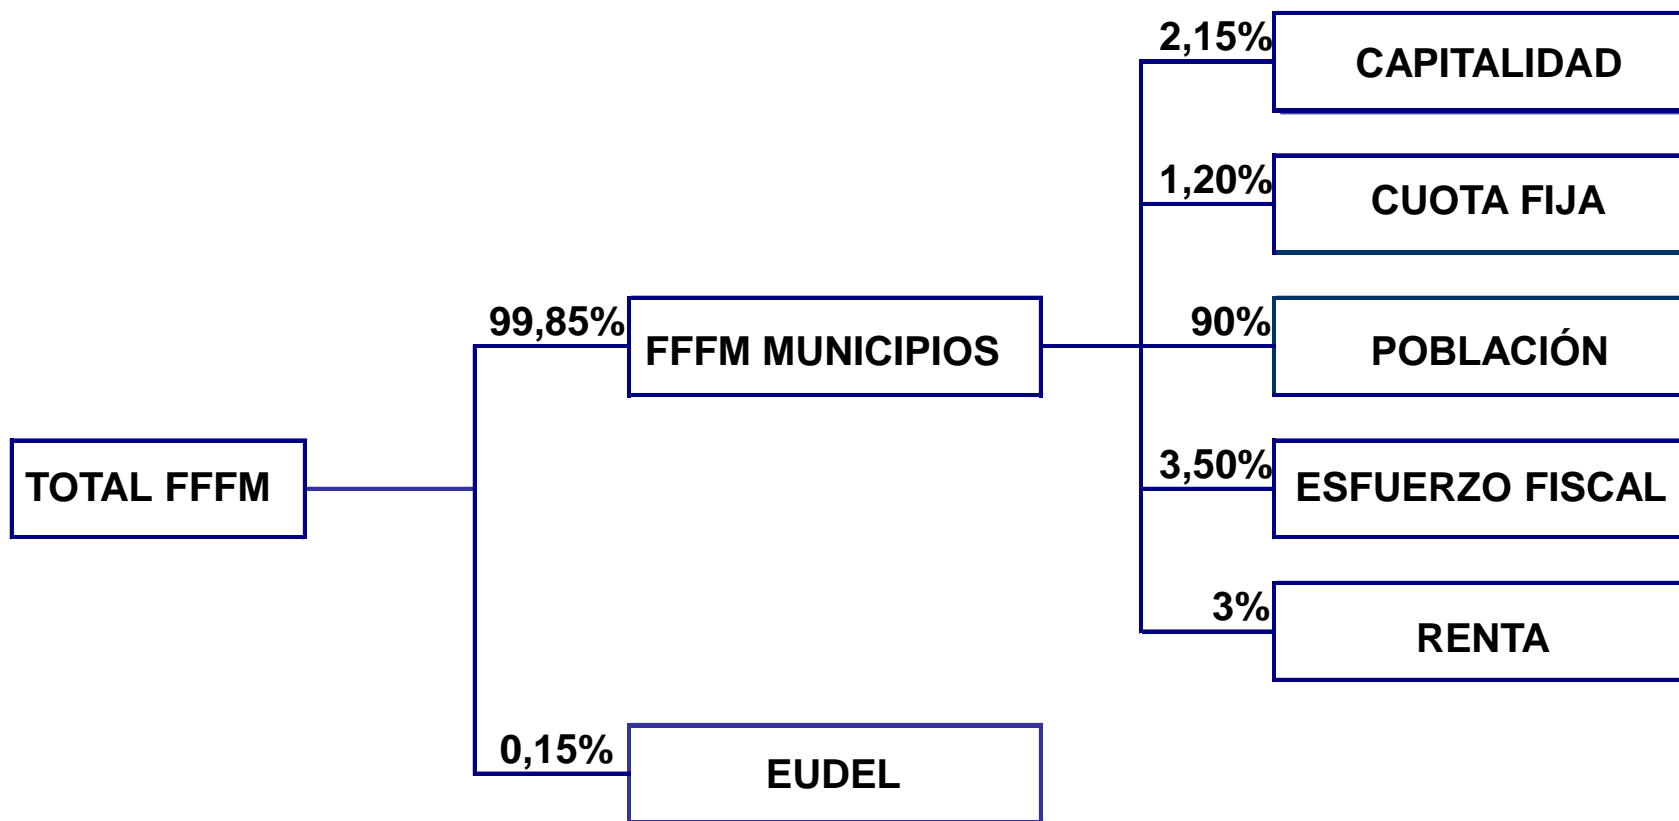 2,15%
CAPITALIDAD
1,20%
CUOTA FIJA
99,85%
FFFM MUNICIPIOS
90%
POBLACIÓN
TOTAL FFFM
3,50%
ESFUERZO FISCAL
3%
RENTA
0,15%
EUDEL